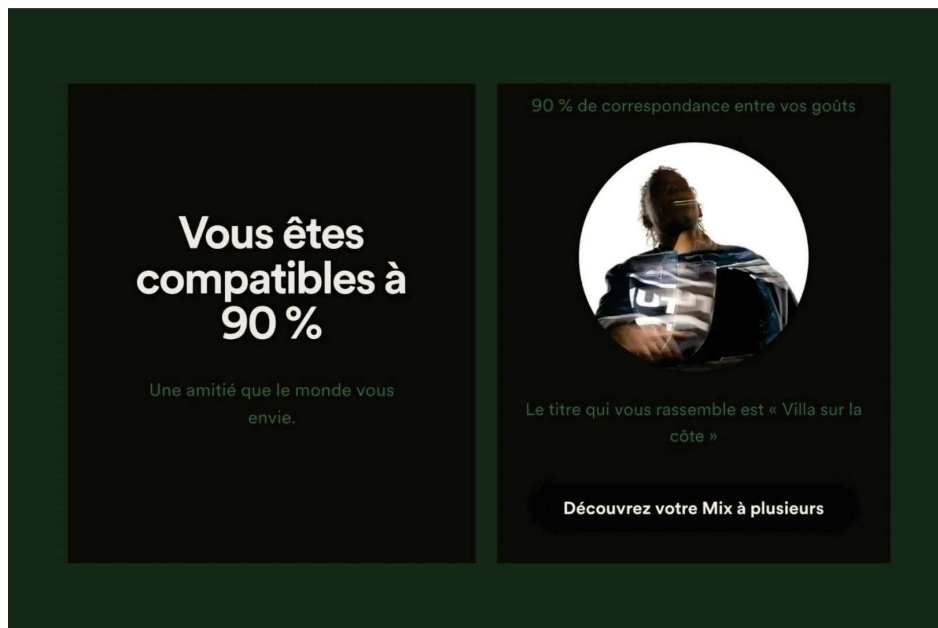 Vous êtes
compatibles à
90 %
Une amitié que le monde vous
envie.
90 % de correspondance entre vos goûts
Le titre qui vous rassemble est « Villa sur la
côte »
Découvrez votre Mix à plusieurs